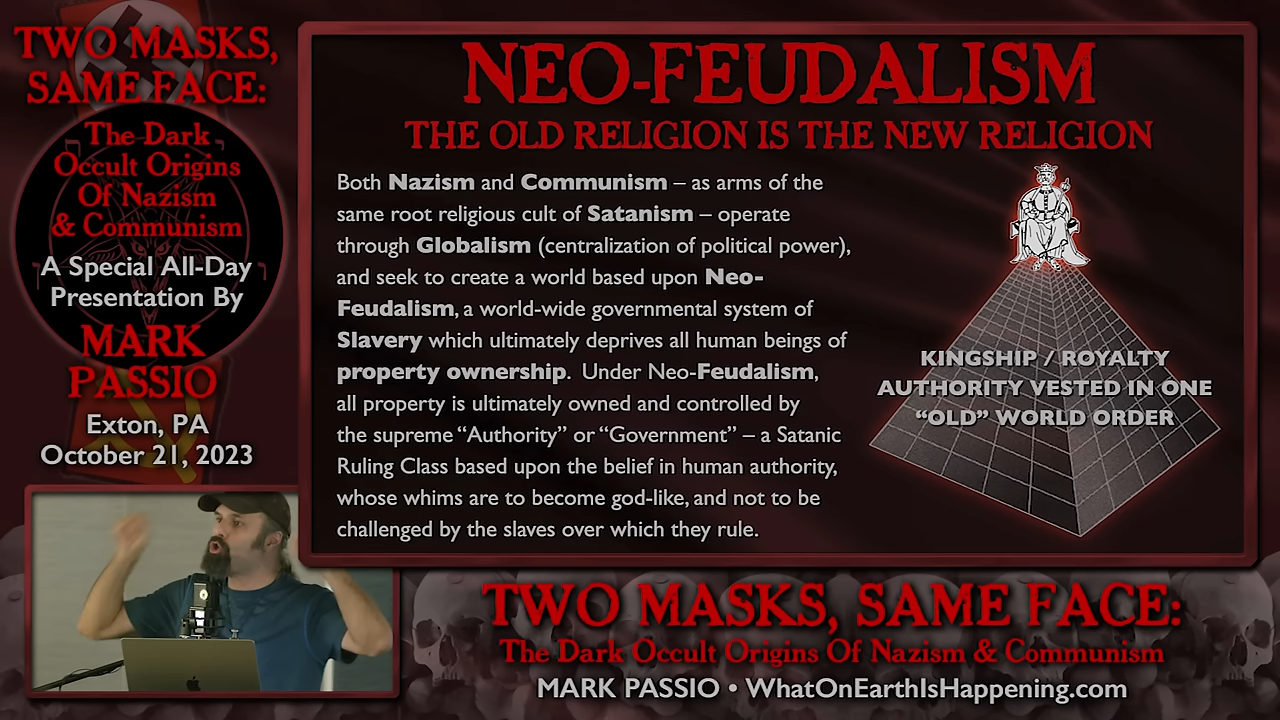 TWO MASKS,
SAME FACE:
The Dark
Occult Origins
Of Nazism
& Communism
A Special All-Day
Presentation By
MARK
PASSIO
Exton, PA
October 21, 2023
NEO-FEUDALISM
THE OLD RELIGION IS THE NEW RELIGION
Both Nazism and Communism – as arms of the
same root religious cult of Satanism – operate
through Globalism (centralization of political power),
and seek to create a world based upon Neo-
Feudalism, a world-wide governmental system of
Slavery which ultimately deprives all human beings of
property ownership. Under Neo-Feudalism,
all property is ultimately owned and controlled by
the supreme “Authority” or “Government” – a Satanic
Ruling Class based upon the belief in human authority,
whose whims are to become god-like, and not to be
challenged by the slaves over which they rule.
KINGSHIP / ROYALTY
AUTHORITY VESTED IN ONE
“OLD” WORLD ORDER
TWO MASKS, SAME FACE:
The Dark Occult Origins Of Nazism & Communism
MARK PASSIO • WhatOnEarthIsHappening.com